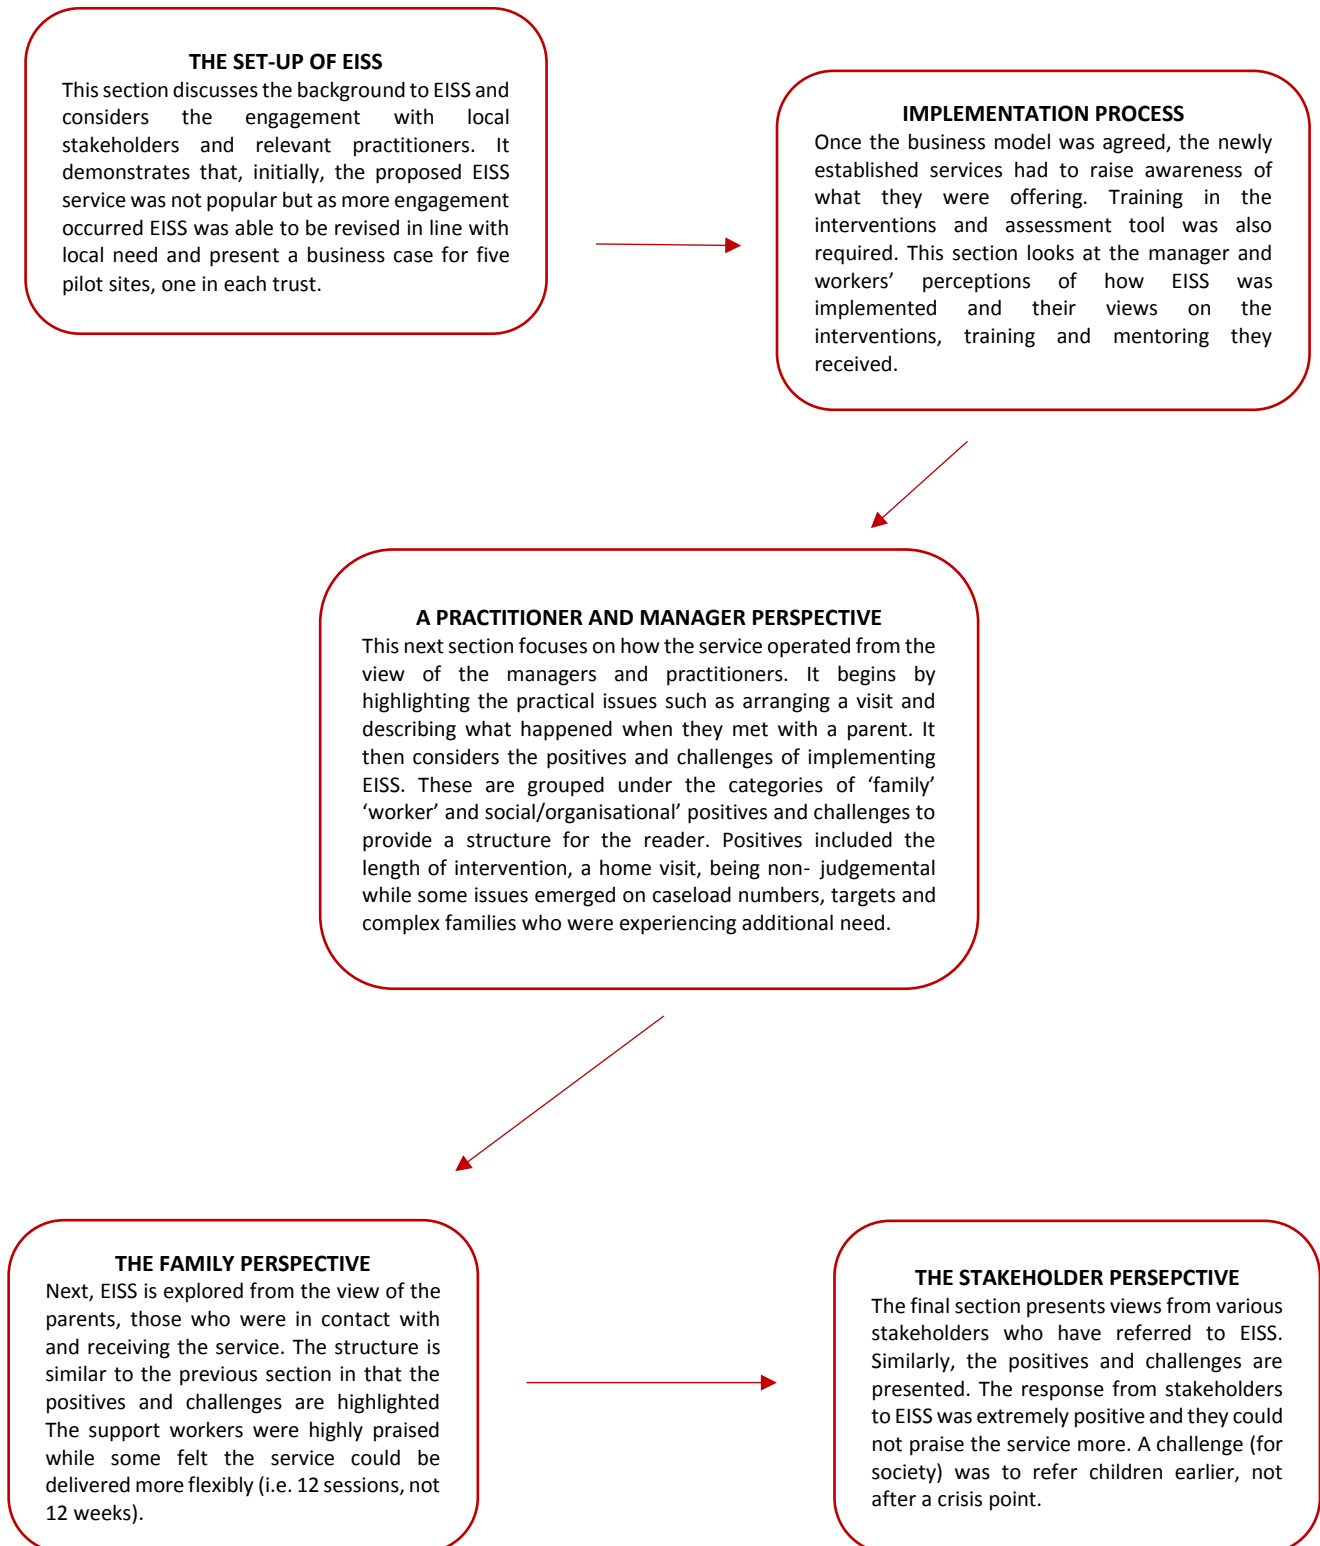 THE SET-UP OF EISS
This section discusses the background to EISS and
considers the engagement with local
stakeholders and relevant practitioners. It
demonstrates that, initially, the proposed EISS
service was not popular but as more engagement
occurred EISS was able to be revised in line with
local need and present a business case for five
pilot sites, one in each trust.
IMPLEMENTATION PROCESS
Once the business model was agreed, the newly
established services had to raise awareness of
what they were offering. Training in the
interventions and assessment tool was also
required. This section looks at the manager and
workers’ perceptions of how EISS was
implemented and their views on the
interventions, training and mentoring they
received.
A PRACTITIONER AND MANAGER PERSPECTIVE
This next section focuses on how the service operated from the
view of the managers and practitioners. It begins by
highlighting the practical issues such as arranging a visit and
describing what happened when they met with a parent. It
then considers the positives and challenges of implementing
EISS. These are grouped under the categories of ‘family’
‘worker’ and social/organisational’ positives and challenges to
provide a structure for the reader. Positives included the
length of intervention, a home visit, being non- judgemental
while some issues emerged on caseload numbers, targets and
complex families who were experiencing additional need.
THE FAMILY PERSPECTIVE
Next, EISS is explored from the view of the
parents, those who were in contact with
and receiving the service. The structure is
similar to the previous section in that the
positives and challenges are highlighted
The support workers were highly praised
while some felt the service could be
delivered more flexibly (i.e. 12 sessions, not
12 weeks).
THE STAKEHOLDER PERSEPCTIVE
The final section presents views from various
stakeholders who have referred to EISS.
Similarly, the positives and challenges are
presented. The response from stakeholders
to EISS was extremely positive and they could
not praise the service more. A challenge (for
society) was to refer children earlier, not
after a crisis point.